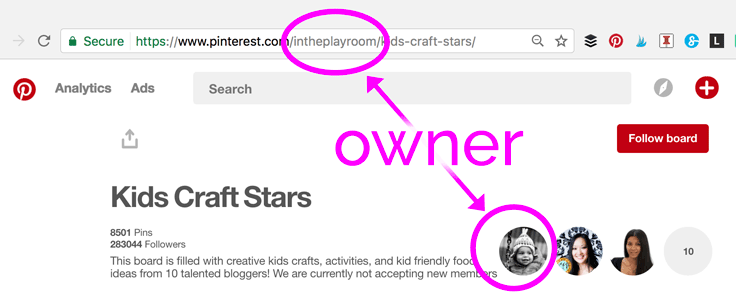 Secure https://www.pinterest.com/intheplayroom/kids-craft-stars/
Analytics Ads Search
owner
Follow board
Kids Craft Stars
8501 Pins
283044 Followers
This board is filled with creative kids crafts, activities, and kid friendly food
ideas from 10 talented bloggers! We are currently not accepting new members
10